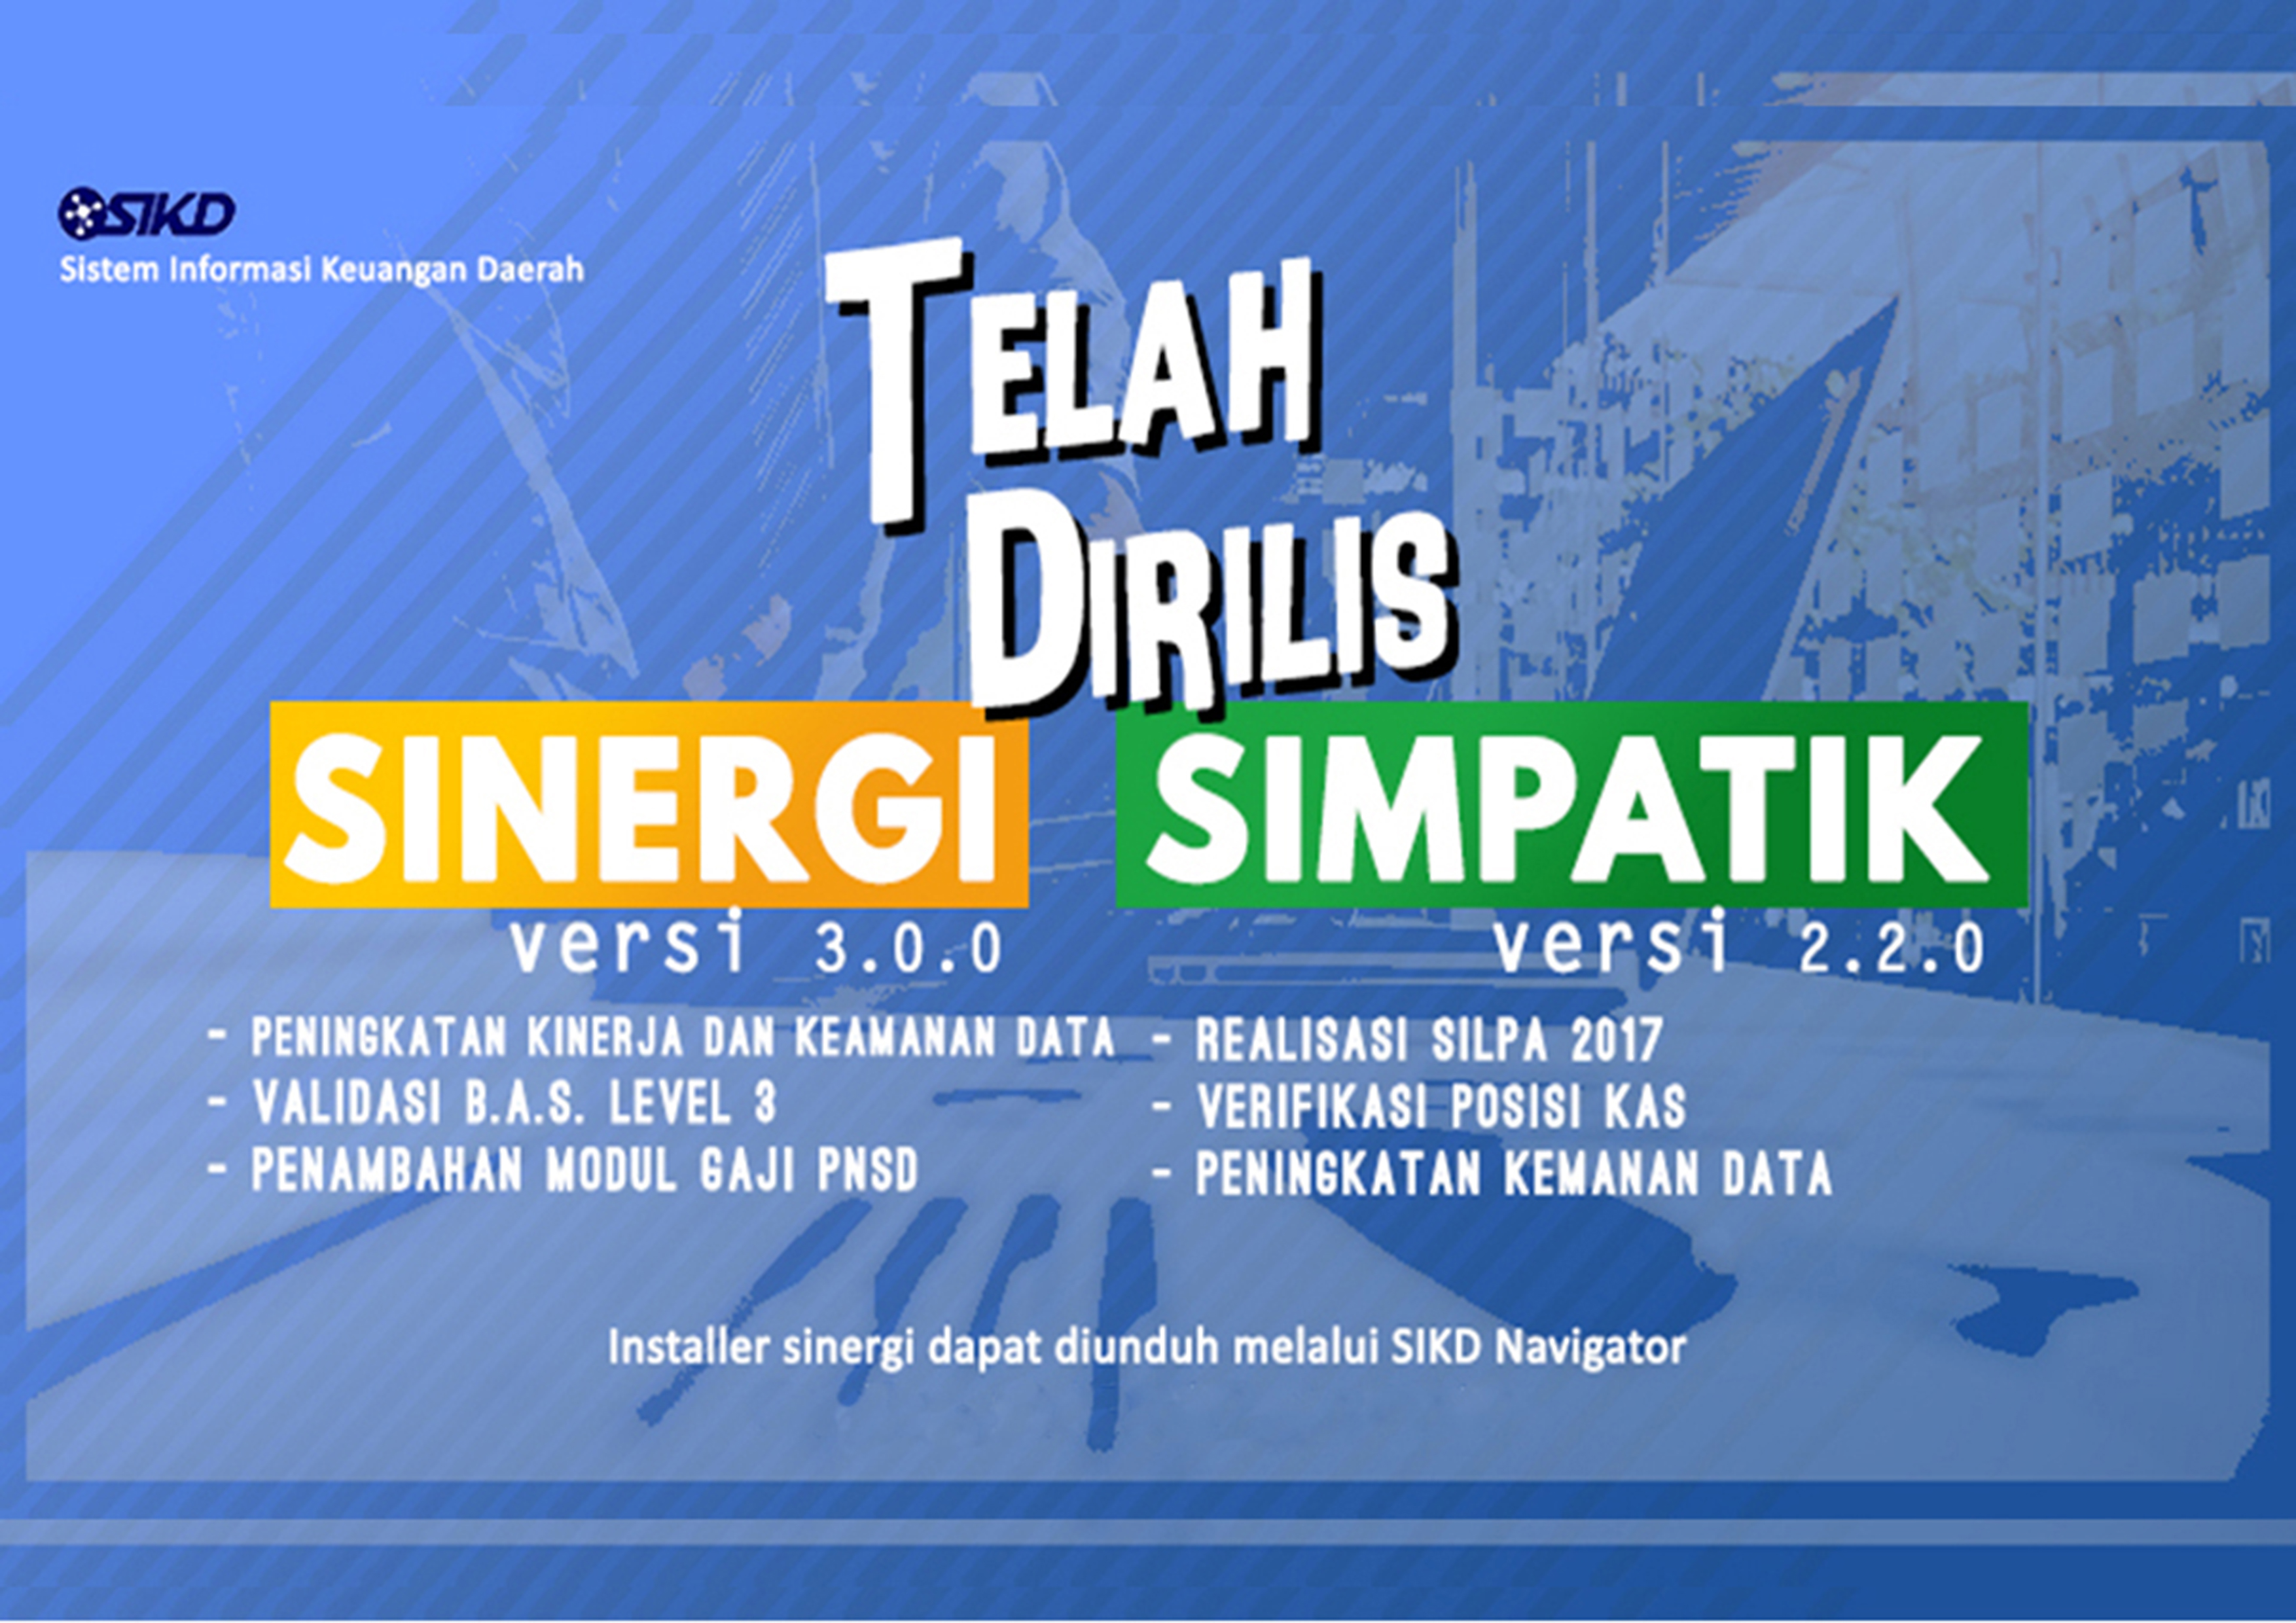 SIKD
Sistem Informasi Keuangan Daerah
TELAH
DIRILIS
SINERGI
versi 3.0.0
- PENINGKATAN KINERJA DAN KEAMANAN DATA
- VALIDASI B.A.S. LEVEL 3
- PENAMBAHAN MODUL GAJI PNSD
SIMPATIK
versi 2.2.0
- REALISASI SILPA 2017
- VERIFIKASI POSISI KAS
- PENINGKATAN KEMANAN DATA
Installer sinergi dapat diunduh melalui SIKD Navigator